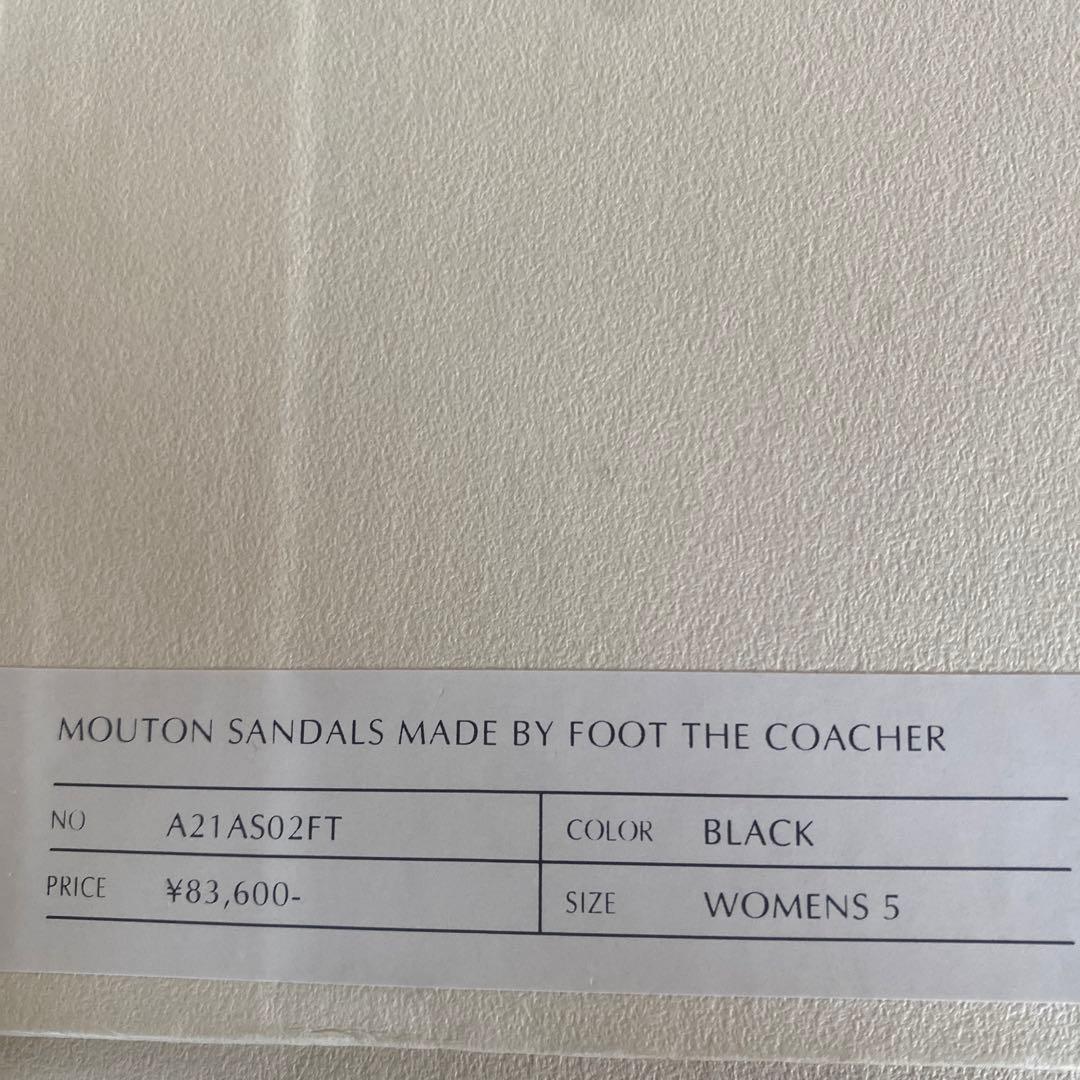 MOUTON SANDALS MADE BY FOOT THE COACHER
NO A21AS02FT COLOR BLACK
PRICE ¥83,600- SIZE WOMENS 5